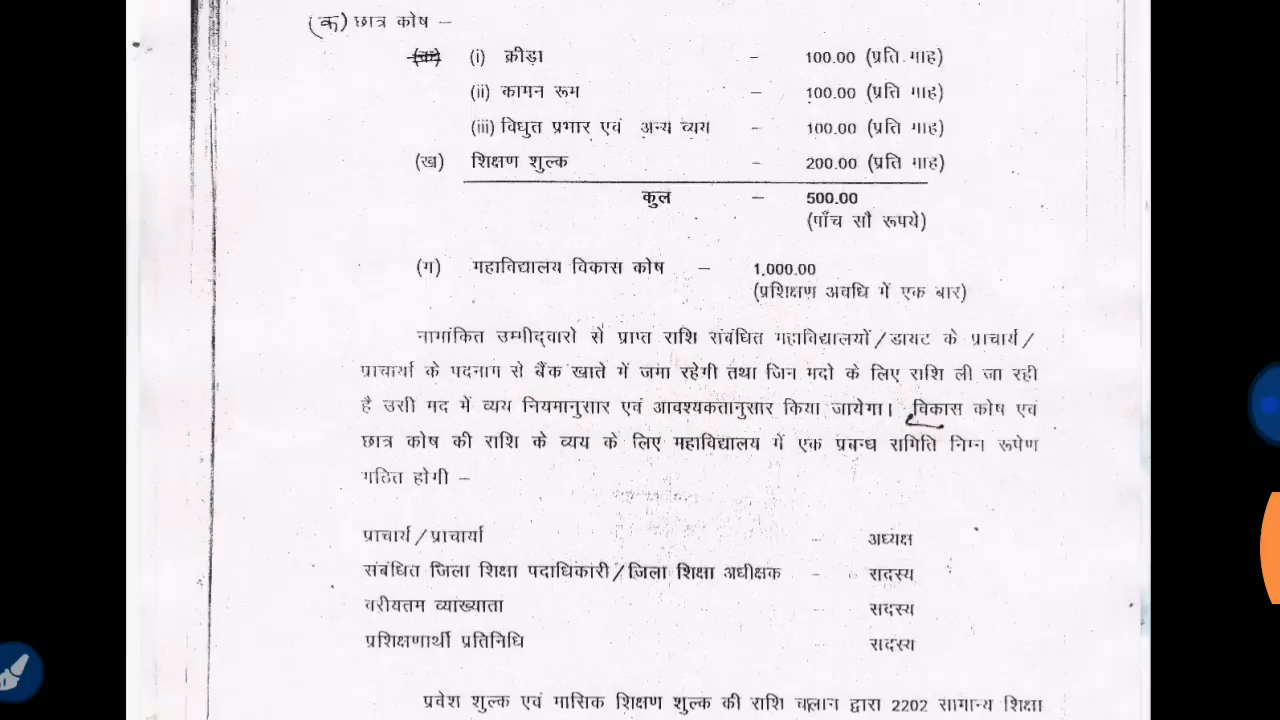 (क) छात्र कोष –
(क) (i) क्रीड़ा – 100.00 (प्रति माह)
(ii) कामन रूम – 100.00 (प्रति माह)
(iii) विधुत प्रभार एवं अन्य व्यय – 100.00 (प्रति माह)
(ख) शिक्षण शुल्क – 200.00 (प्रति माह)
कुल – 500.00
(पाँच सौ रूपये)
(ग) महाविद्यालय विकास कोष – 1,000.00
(प्रशिक्षण अवधि में एक बार)
नामांकित उम्मीद्वारो से प्राप्त राशि संबंधित महाविद्यालयों/डायट के प्राचार्य/
प्राचार्या के पदनाम से बैंक खाते में जमा रहेगी तथा जिन मदो के लिए राशि ली जा रही
है उसी मद में व्यय नियमानुसार एवं आवश्यकतानुसार किया जायेगा। विकास कोष एवं
छात्र कोष की राशि के व्यय के लिए महाविद्यालय में एक प्रबन्ध समिति निम्न रूपेण
गठित होगी –
प्राचार्य/प्राचार्या – अध्यक्ष
संबंधित जिला शिक्षा पदाधिकारी/जिला शिक्षा अधीक्षक – सदस्य
वरीयतम व्याख्याता – सदस्य
प्रशिक्षणार्थी प्रतिनिधि – सदस्य
प्रवेश शुल्क एवं मासिक शिक्षण शुल्क की राशि चलान द्वारा 2202 सामान्य शिक्षा